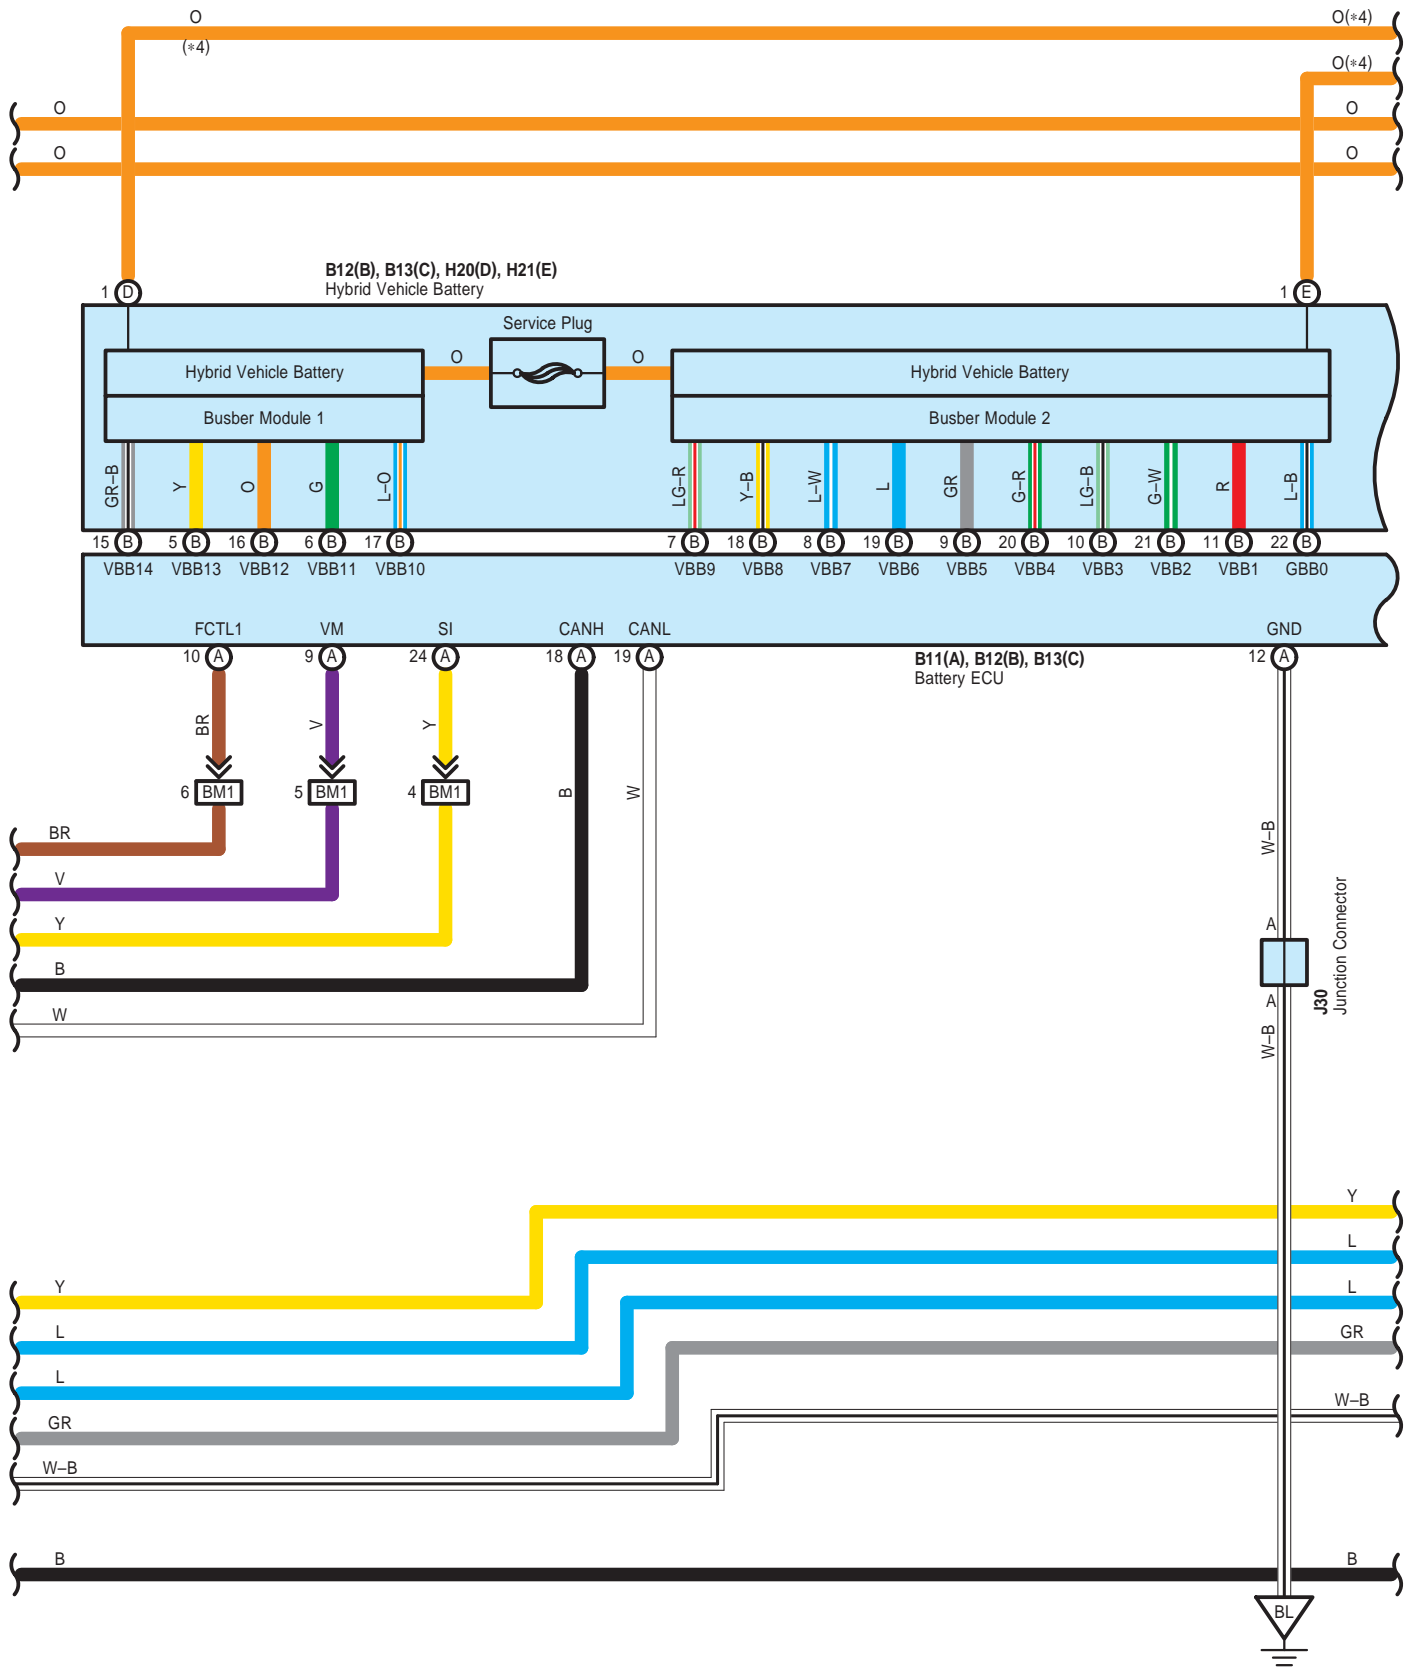 O O(∗4)
(∗4)
O(∗4)
O O
O O
B12(B), B13(C), H20(D), H21(E)
Hybrid Vehicle Battery
1 D 1 E
Service Plug
Hybrid Vehicle Battery O O Hybrid Vehicle Battery
Busber Module 1 Busber Module 2
GR–B Y O G L–O LG–R Y–B L–W L GR G–R LG–B G–W R L–B
15 B 5 B 16 B 6 B 17 B 7 B 18 B 8 B 19 B 9 B 20 B 10 B 21 B 11 B 22 B
VBB14 VBB13 VBB12 VBB11 VBB10 VBB9 VBB8 VBB7 VBB6 VBB5 VBB4 VBB3 VBB2 VBB1 GBB0
FCTL1 VM SI CANH CANL GND
10 A 9 A 24 A 18 A 19 A 12 A
B11(A), B12(B), B13(C)
Battery ECU
BR V Y
6 BM1 5 BM1 4 BM1 B W
BR W–B
V
Y A
B
W A
J30
Junction Connector
W–B
Y
L
Y L
L GR
L W–B
GR
W–B
B B
BL